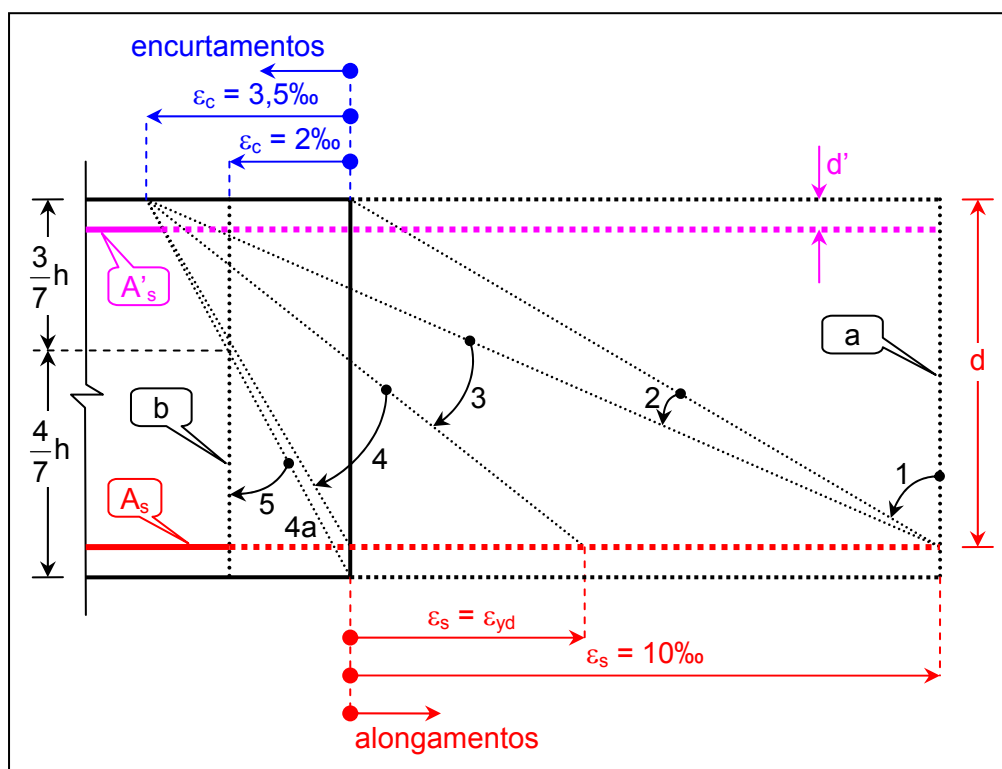 encurtamentos
εc = 3,5‰
εc = 2‰
d’
3/7 h
A’s
a
d
b
3
2
4/7 h
4
1
5
As
4a
εs = εyd
εs = 10‰
alongamentos